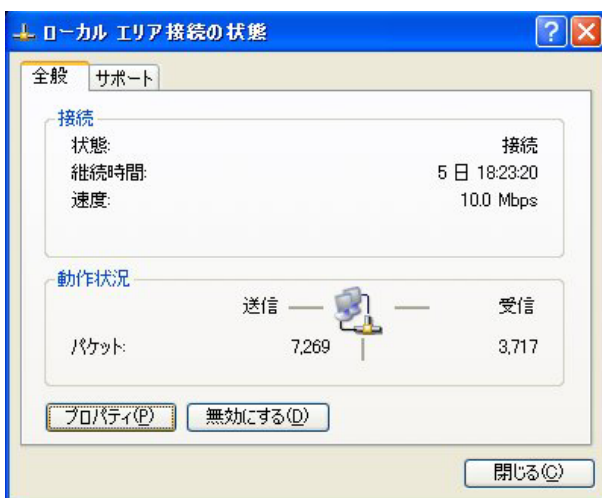 ローカル エリア接続の状態
全般 サポート
接続
状態: 接続
継続時間: 5 日 18:23:20
速度: 10.0 Mbps
動作状況
送信 受信
パケット: 7,269 3,717
プロパティ(P) 無効にする(D)
閉じる(C)